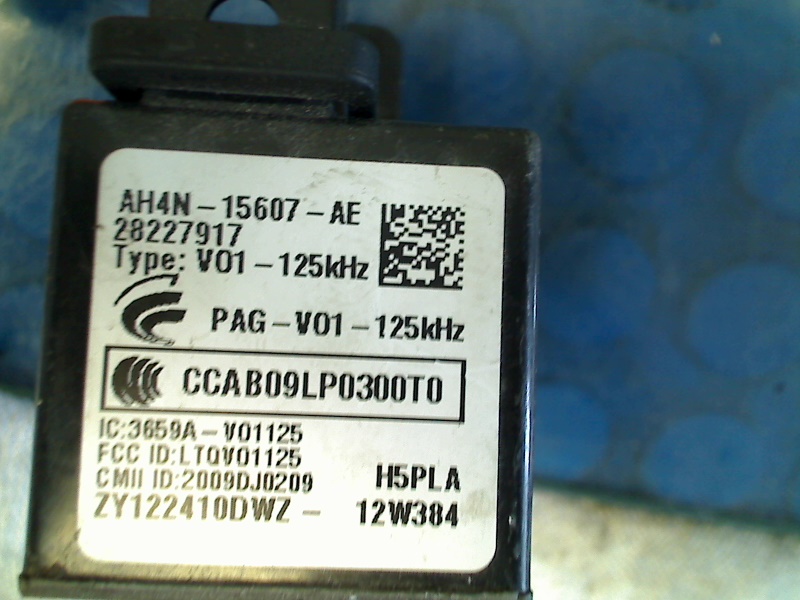 AH4N-15607-AE
28227917
Type: V01-125kHz
PAG-V01-125kHz
CCAB09LP0300T0
IC:3659A-V01125
FCC ID:LTQV01125
CMII ID:2009DJ0209
H5PLA
ZY122410DWZ - 12W384